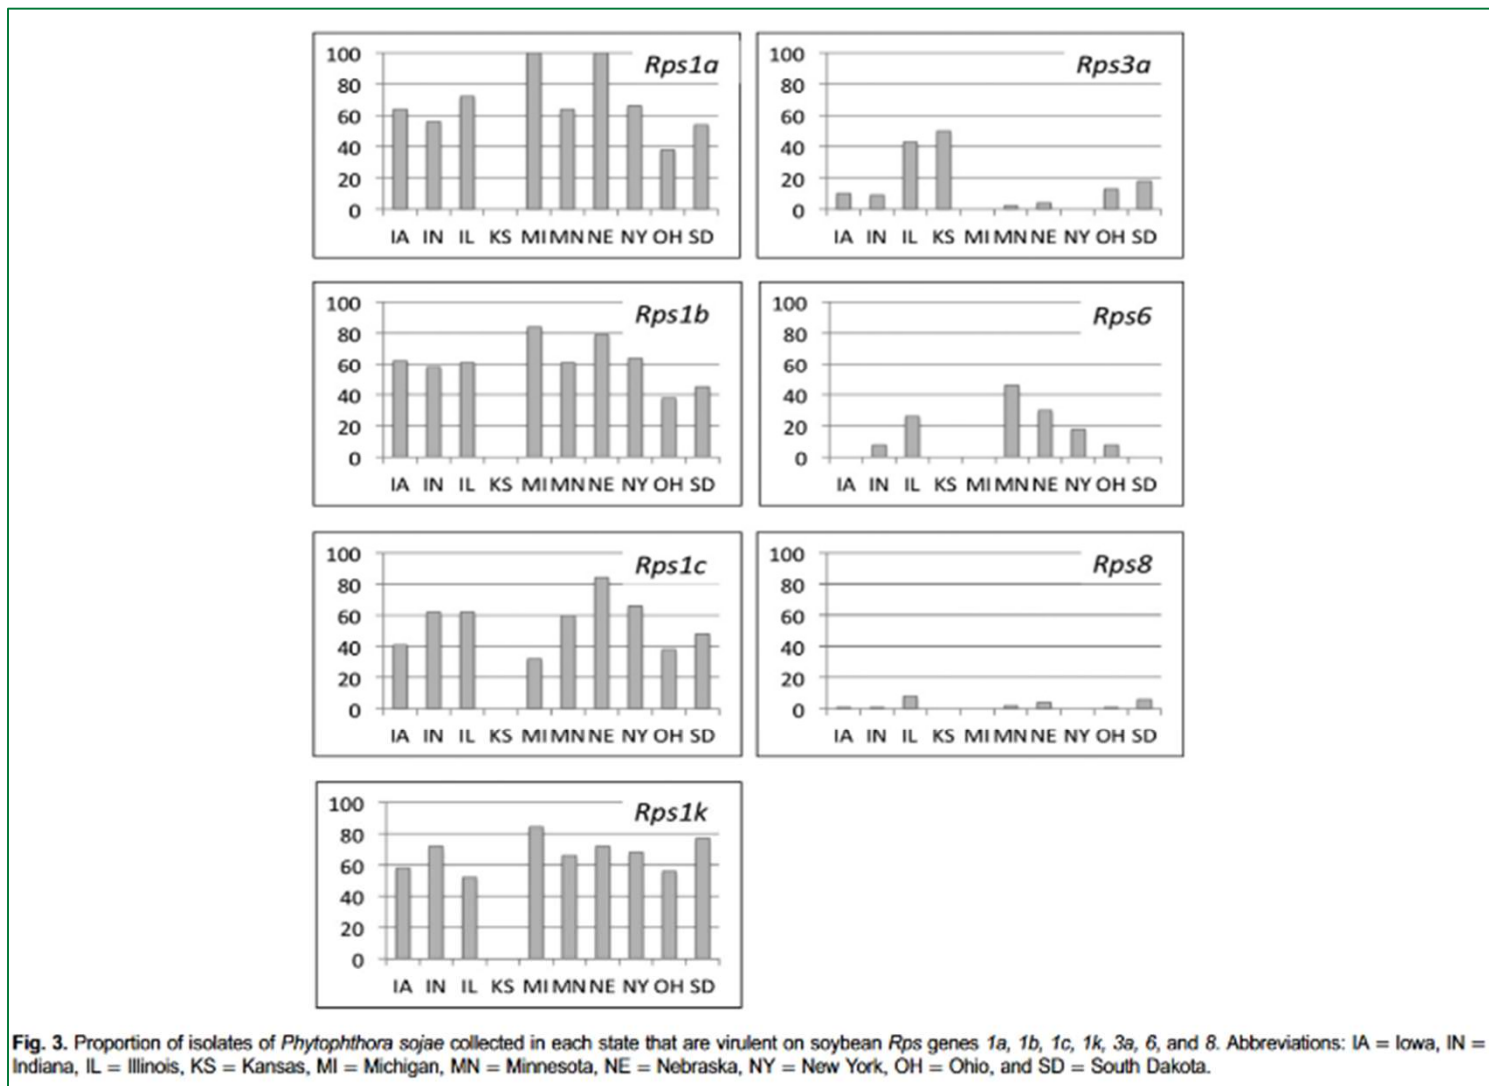 Rps1a
100
80
60
40
20
0
IA IN IL KS MI MN NE NY OH SD
Rps3a
100
80
60
40
20
0
IA IN IL KS MI MN NE NY OH SD
Rps1b
100
80
60
40
20
0
IA IN IL KS MI MN NE NY OH SD
Rps6
100
80
60
40
20
0
IA IN IL KS MI MN NE NY OH SD
Rps1c
100
80
60
40
20
0
IA IN IL KS MI MN NE NY OH SD
Rps8
100
80
60
40
20
0
IA IN IL KS MI MN NE NY OH SD
Rps1k
100
80
60
40
20
0
IA IN IL KS MI MN NE NY OH SD
Fig. 3. Proportion of isolates of Phytophthora sojae collected in each state that are virulent on soybean Rps genes 1a, 1b, 1c, 1k, 3a, 6, and 8. Abbreviations: IA = Iowa, IN =
Indiana, IL = Illinois, KS = Kansas, MI = Michigan, MN = Minnesota, NE = Nebraska, NY = New York, OH = Ohio, and SD = South Dakota.